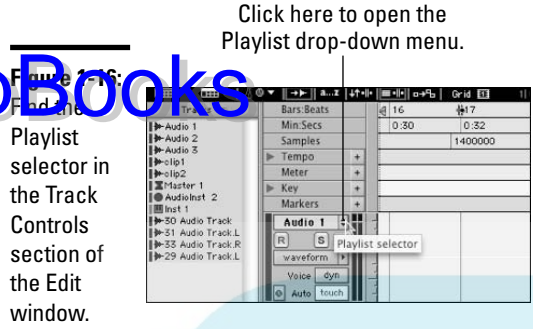 Click here to open the
Playlist drop-down menu.
Figure 1-16:
Find the
Playlist
selector in
the Track
Controls
section of
the Edit
window.
oBooks
a...z
Grid
Bars:Beats
16
17
Min:Secs
0:30
0:32
Samples
1400000
Tempo
Meter
Key
Markers
Audio 1
Audio 2
Audio 3
clip1
clip2
Master 1
AudioInst 2
Inst 1
30 Audio Track
31 Audio Track.L
33 Audio Track.R
29 Audio Track.L
Audio 1
R S
Playlist selector
waveform
Voice dyn
Auto touch